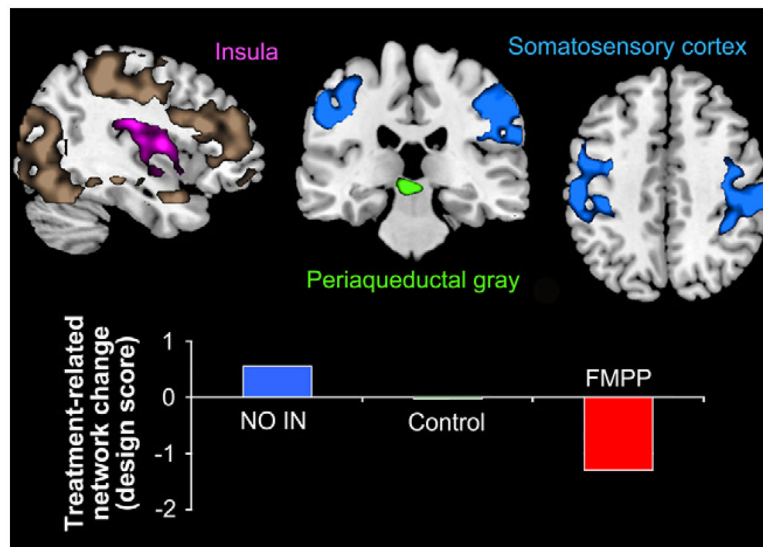 Insula
Somatosensory cortex
Periaqueductal gray
Treatment-related
network change
(design score)
1
0
-1
-2
NO IN
Control
FMPP